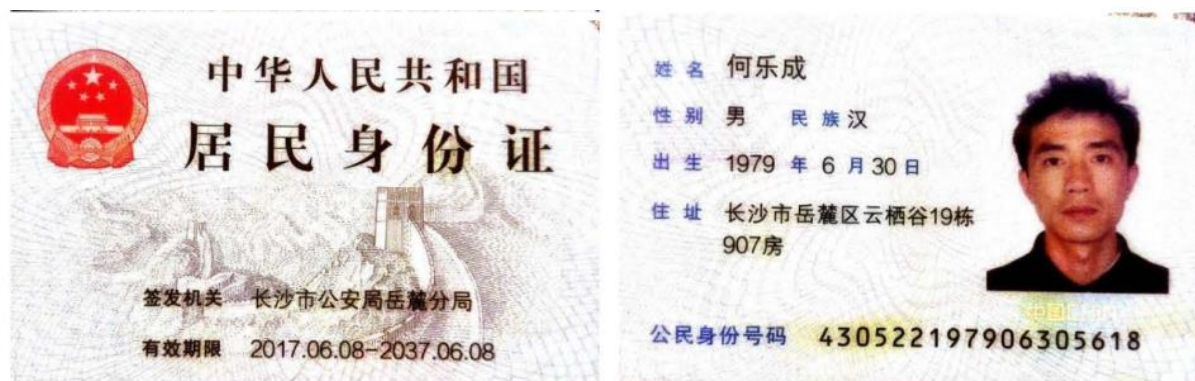 中华人民共和国
居民身份证
签发机关 长沙市公安局岳麓分局
有效期限 2017.06.08-2037.06.08
姓名 何乐成
性别 男 民族 汉
出生 1979 年 6 月 30 日
住址 长沙市岳麓区云栖谷19栋
907房
公民身份号码 430522197906305618